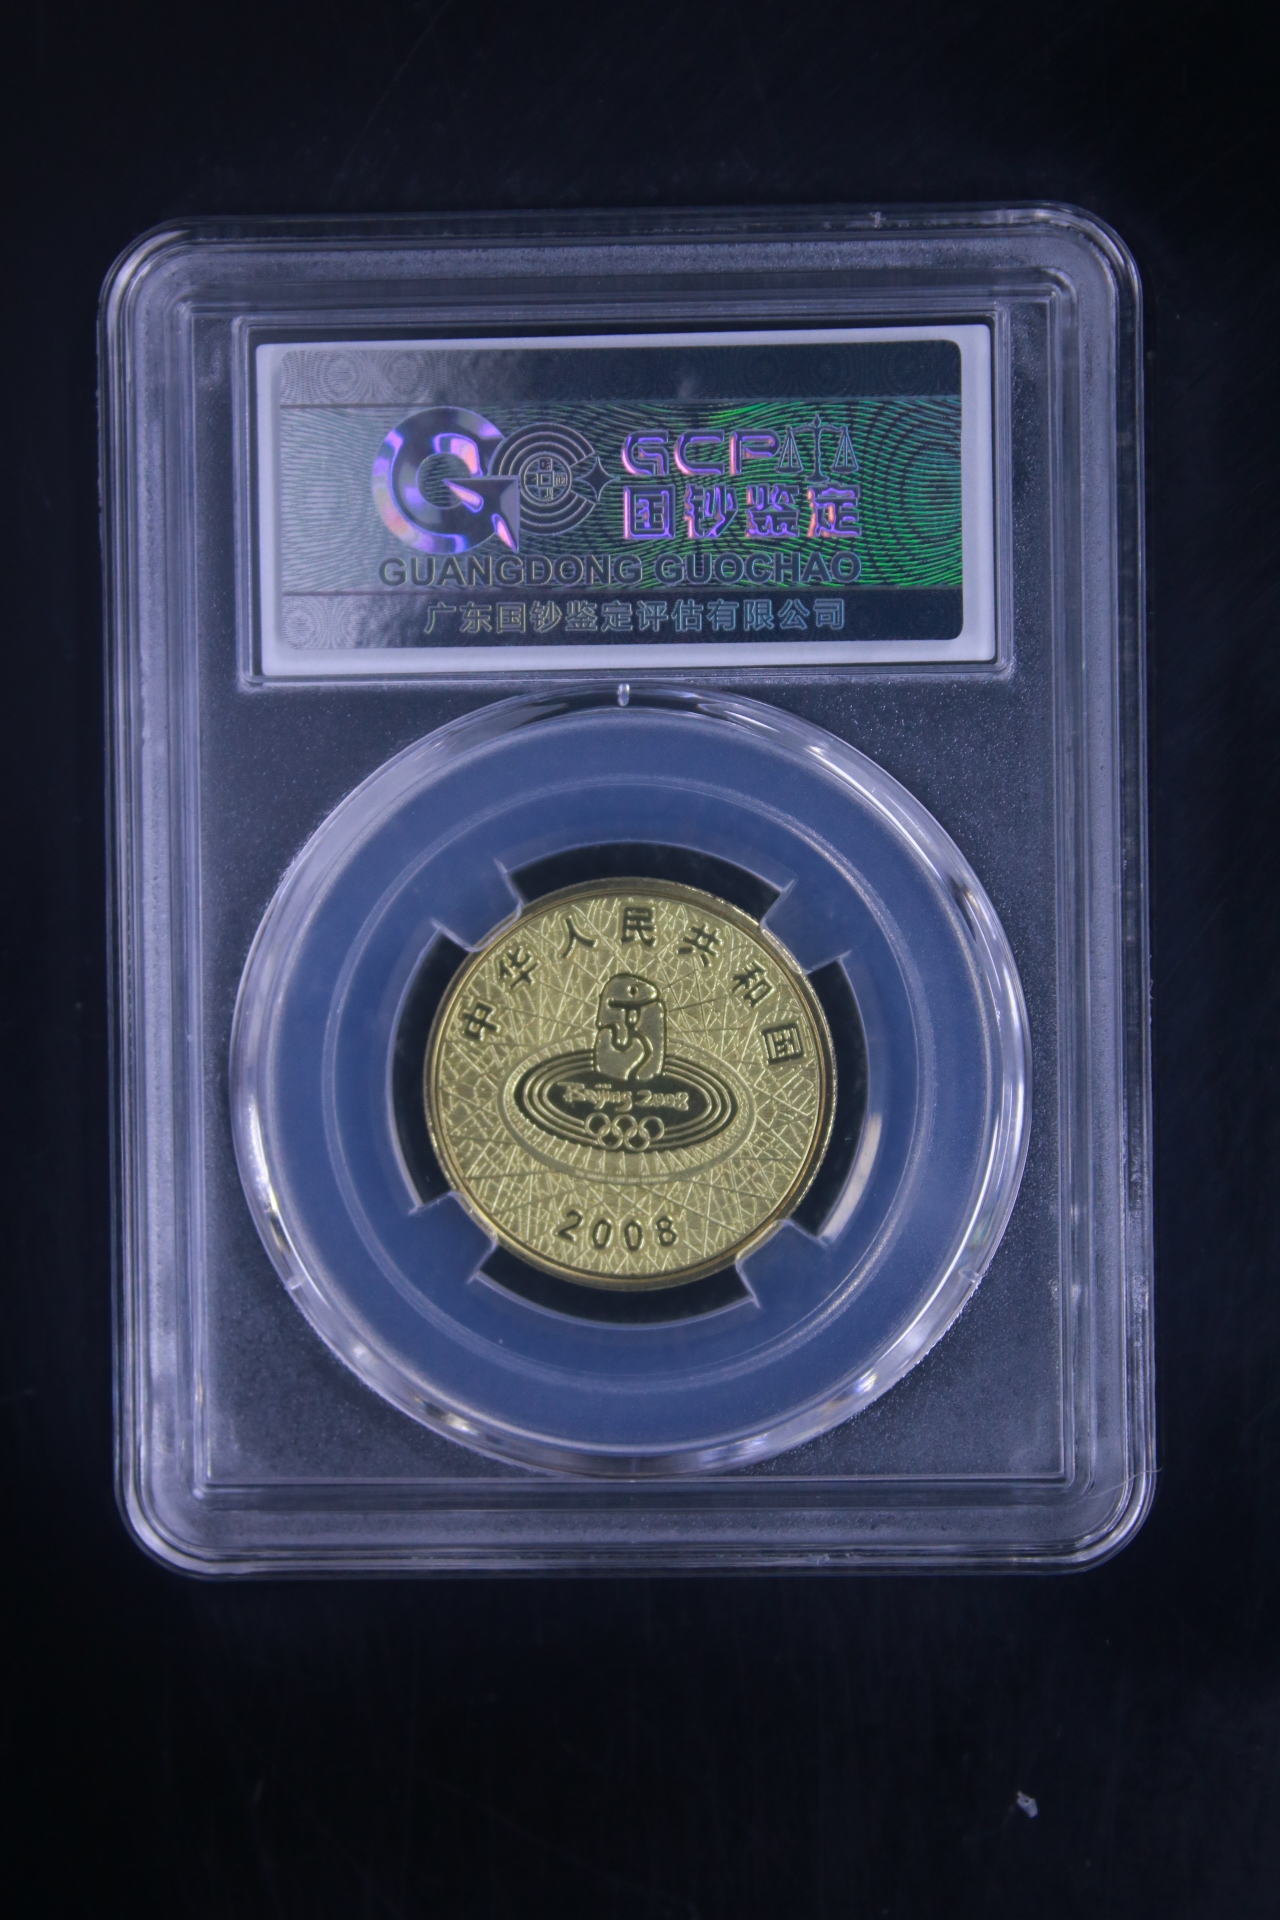 GCP
国钞鉴定
GUANGDONG GUOCHAO
广东国钞鉴定评估有限公司
中华人民共和国
Beijing 2008
2008